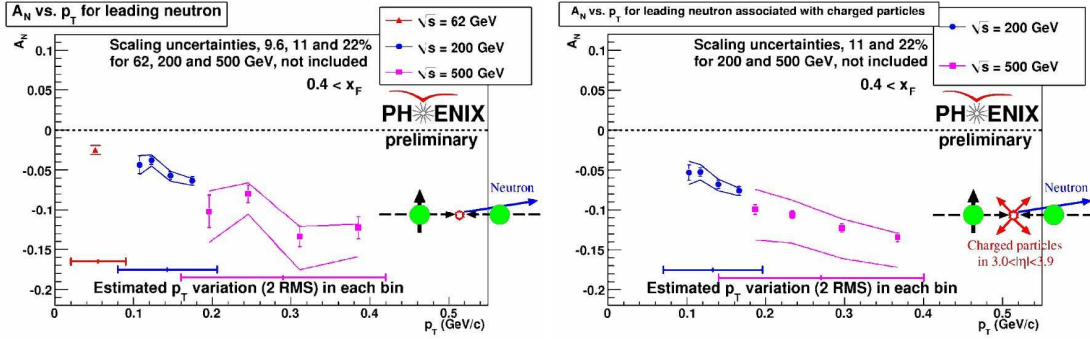 A_N vs. p_T for leading neutron
√s = 62 GeV
√s = 200 GeV
√s = 500 GeV
A_N
0.1
0.05
0
-0.05
-0.1
-0.15
-0.2
Scaling uncertainties, 9.6, 11 and 22%
for 62, 200 and 500 GeV, not included
0.4 < x_F
PHENIX
preliminary
Neutron
Estimated p_T variation (2 RMS) in each bin
0 0.1 0.2 0.3 0.4 0.5
p_T (GeV/c)
A_N vs. p_T for leading neutron associated with charged particles
√s = 200 GeV
√s = 500 GeV
A_N
0.1
0.05
0
-0.05
-0.1
-0.15
-0.2
Scaling uncertainties, 11 and 22%
for 200 and 500 GeV, not included
0.4 < x_F
PHENIX
preliminary
Neutron
Charged particles
in 3.0<|η|<3.9
Estimated p_T variation (2 RMS) in each bin
0 0.1 0.2 0.3 0.4 0.5
p_T (GeV/c)